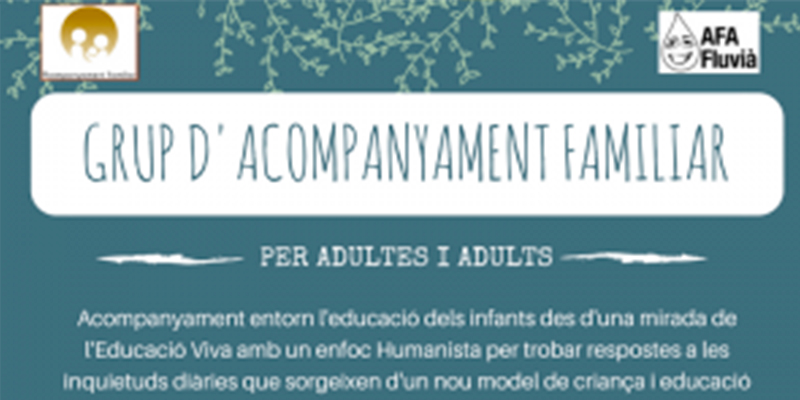 AFA
Fluvià
GRUP D'ACOMPANYAMENT FAMILIAR
PER ADULTES I ADULTS
Acompanyament entorn l'educació dels infants des d'una mirada de
l'Educació Viva amb un enfoc Humanista per trobar respostes a les
inquietuds diàries que sorgeixen d'un nou model de criança i educació